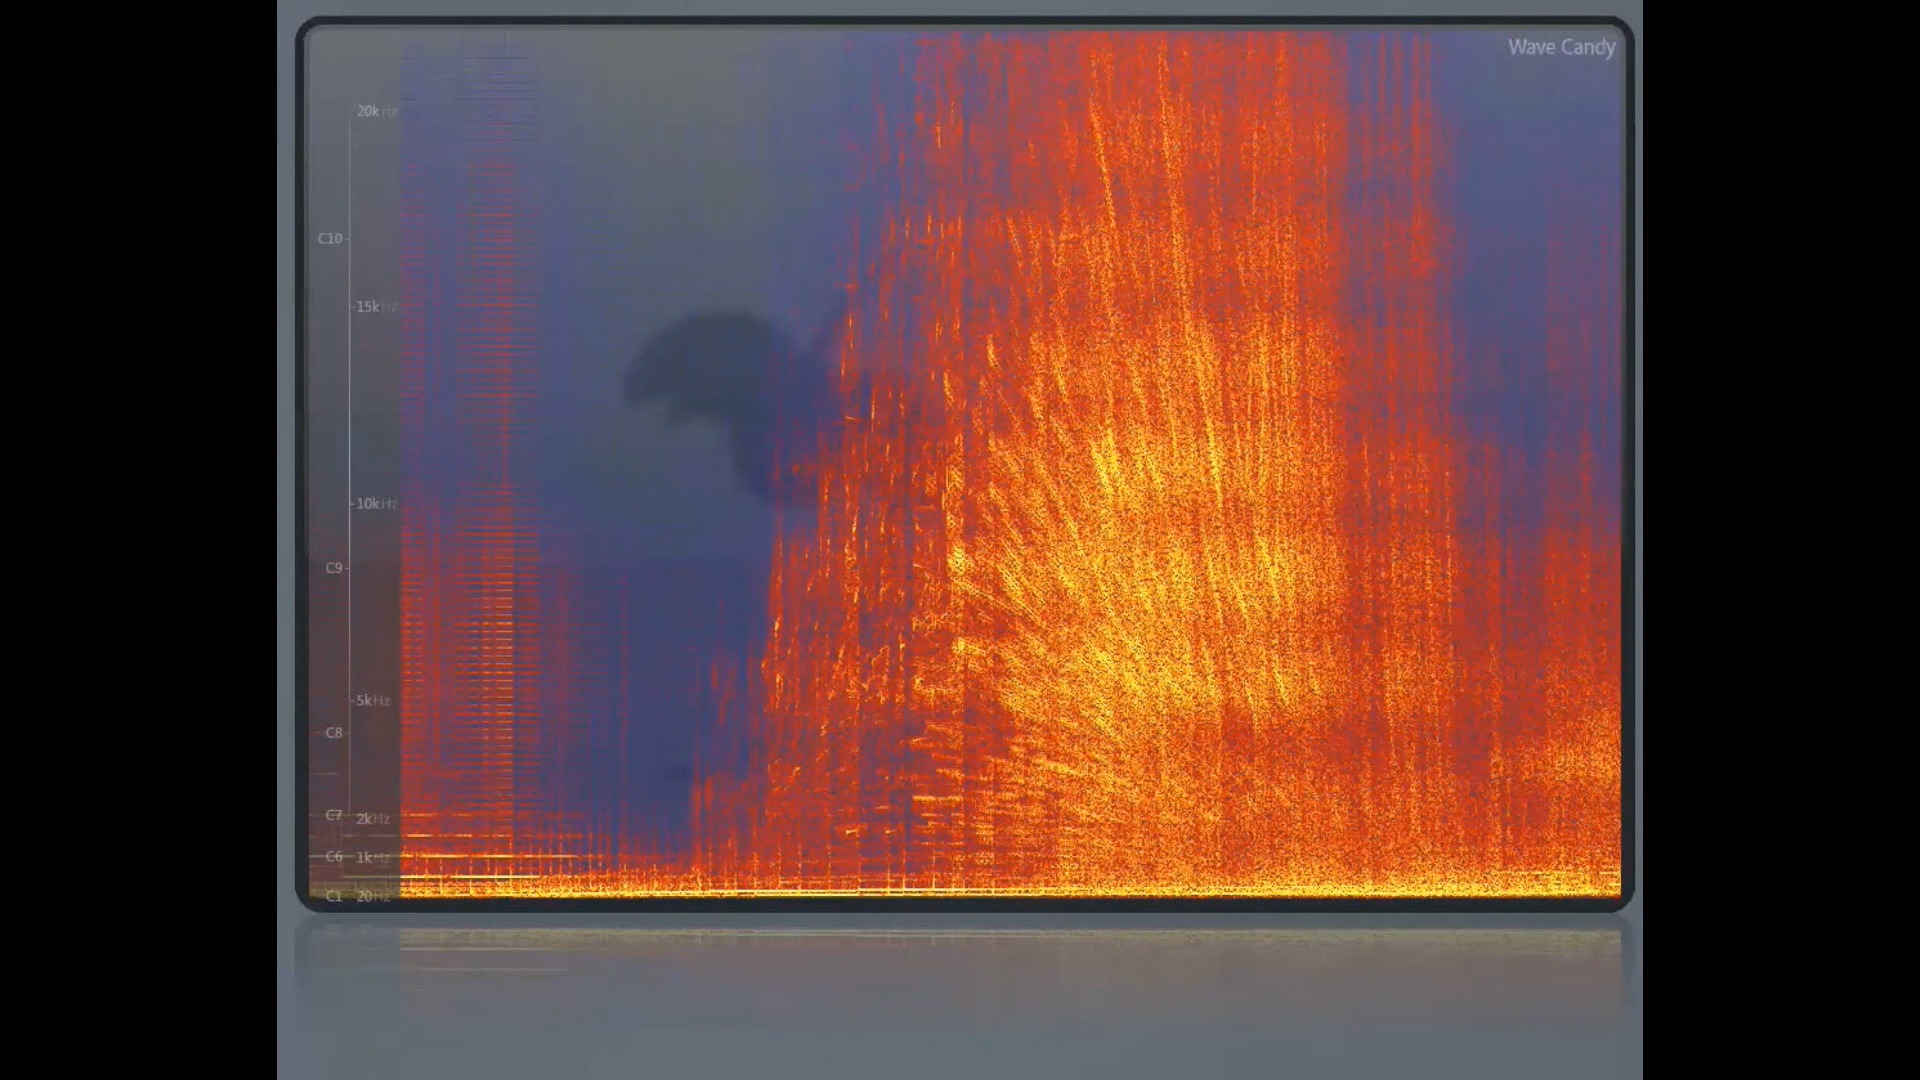 Wave Candy
20kHz
C10
15kHz
10kHz
C9
5kHz
C8
C7 2kHz
C6 1kHz
C1 20Hz